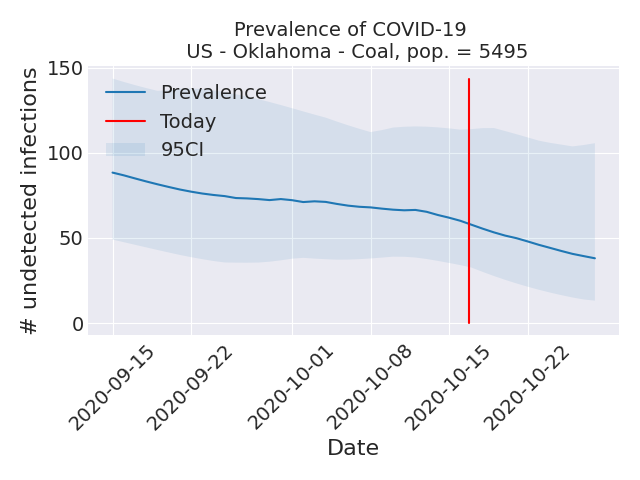 Prevalence of COVID-19
US - Oklahoma - Coal, pop. = 5495
# undetected infections
150
100
50
0
Prevalence
Today
95CI
2020-09-15
2020-09-22
2020-10-01
2020-10-08
2020-10-15
2020-10-22
Date